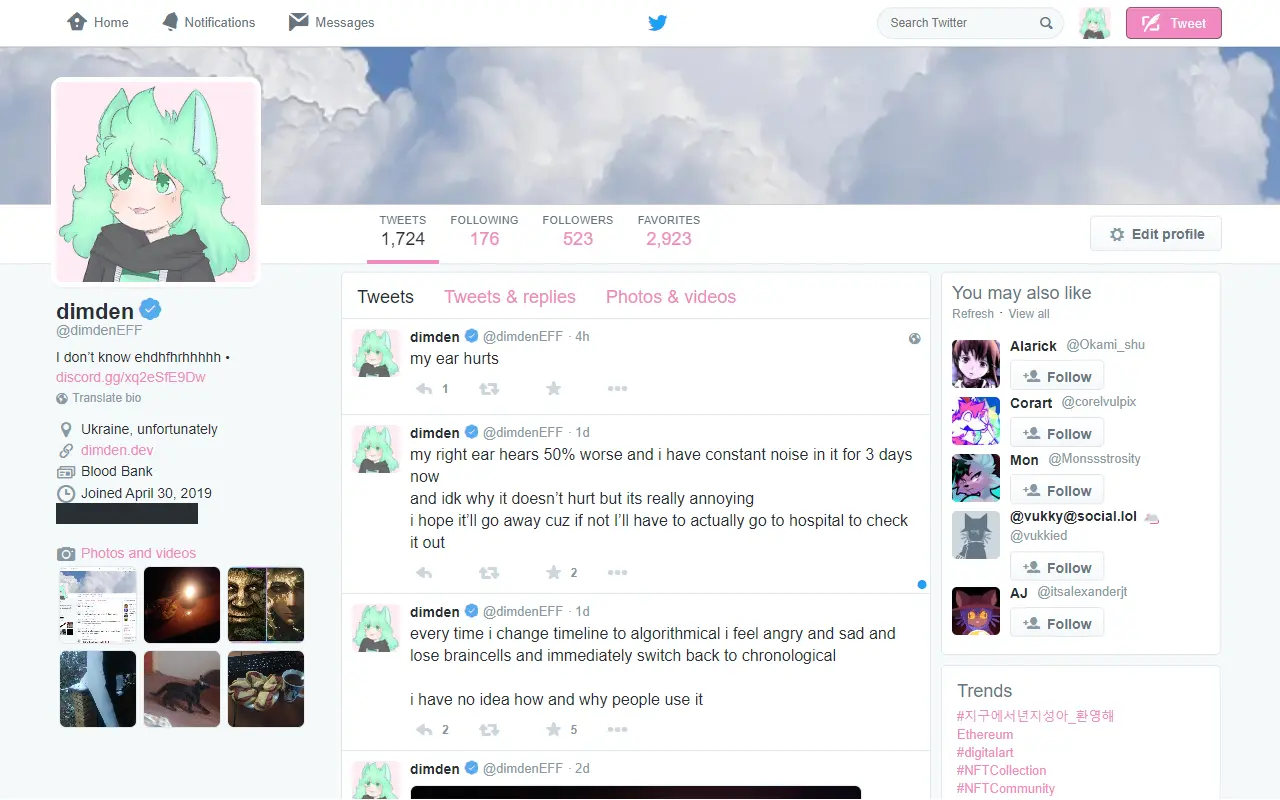 Home
Notifications
Messages
Search Twitter
Tweet
TWEETS
1,724
FOLLOWING
176
FOLLOWERS
523
FAVORITES
2,923
Edit profile
dimden
@dimdenEFF
I don't know ehdhfhrhhhhh •
discord.gg/xq2eSfE9Dw
Translate bio
Ukraine, unfortunately
dimden.dev
Blood Bank
Joined April 30, 2019
Photos and videos
Tweets
Tweets & replies
Photos & videos
dimden @dimdenEFF · 4h
my ear hurts
1
dimden @dimdenEFF · 1d
my right ear hears 50% worse and i have constant noise in it for 3 days
now
and idk why it doesn't hurt but its really annoying
i hope it'll go away cuz if not I'll have to actually go to hospital to check
it out
2
dimden @dimdenEFF · 1d
every time i change timeline to algorithmical i feel angry and sad and
lose braincells and immediately switch back to chronological
i have no idea how and why people use it
2 5
dimden @dimdenEFF · 2d
You may also like
Refresh · View all
Alarick @Okami_shu
Follow
Corart @corelvulpix
Follow
Mon @Monssstrosity
Follow
@vukky@social.lol
@vukkied
Follow
AJ @itsalexanderjt
Follow
Trends
#지구에서년지성아_환영해
Ethereum
#digitalart
#NFTCollection
#NFTCommunity